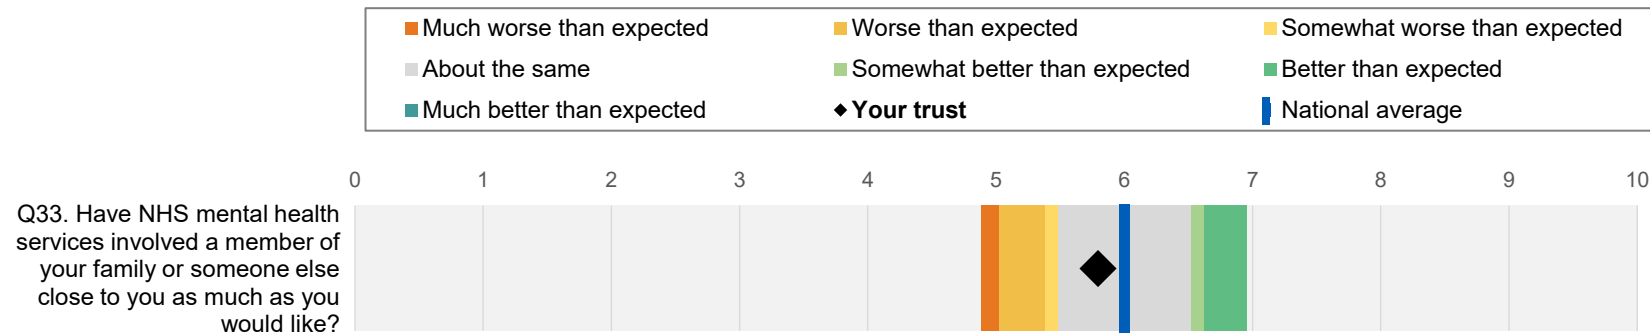 Much worse than expected Worse than expected Somewhat worse than expected
About the same Somewhat better than expected Better than expected
Much better than expected Your trust National average
0 1 2 3 4 5 6 7 8 9 10
Q33. Have NHS mental health
services involved a member of
your family or someone else
close to you as much as you
would like?